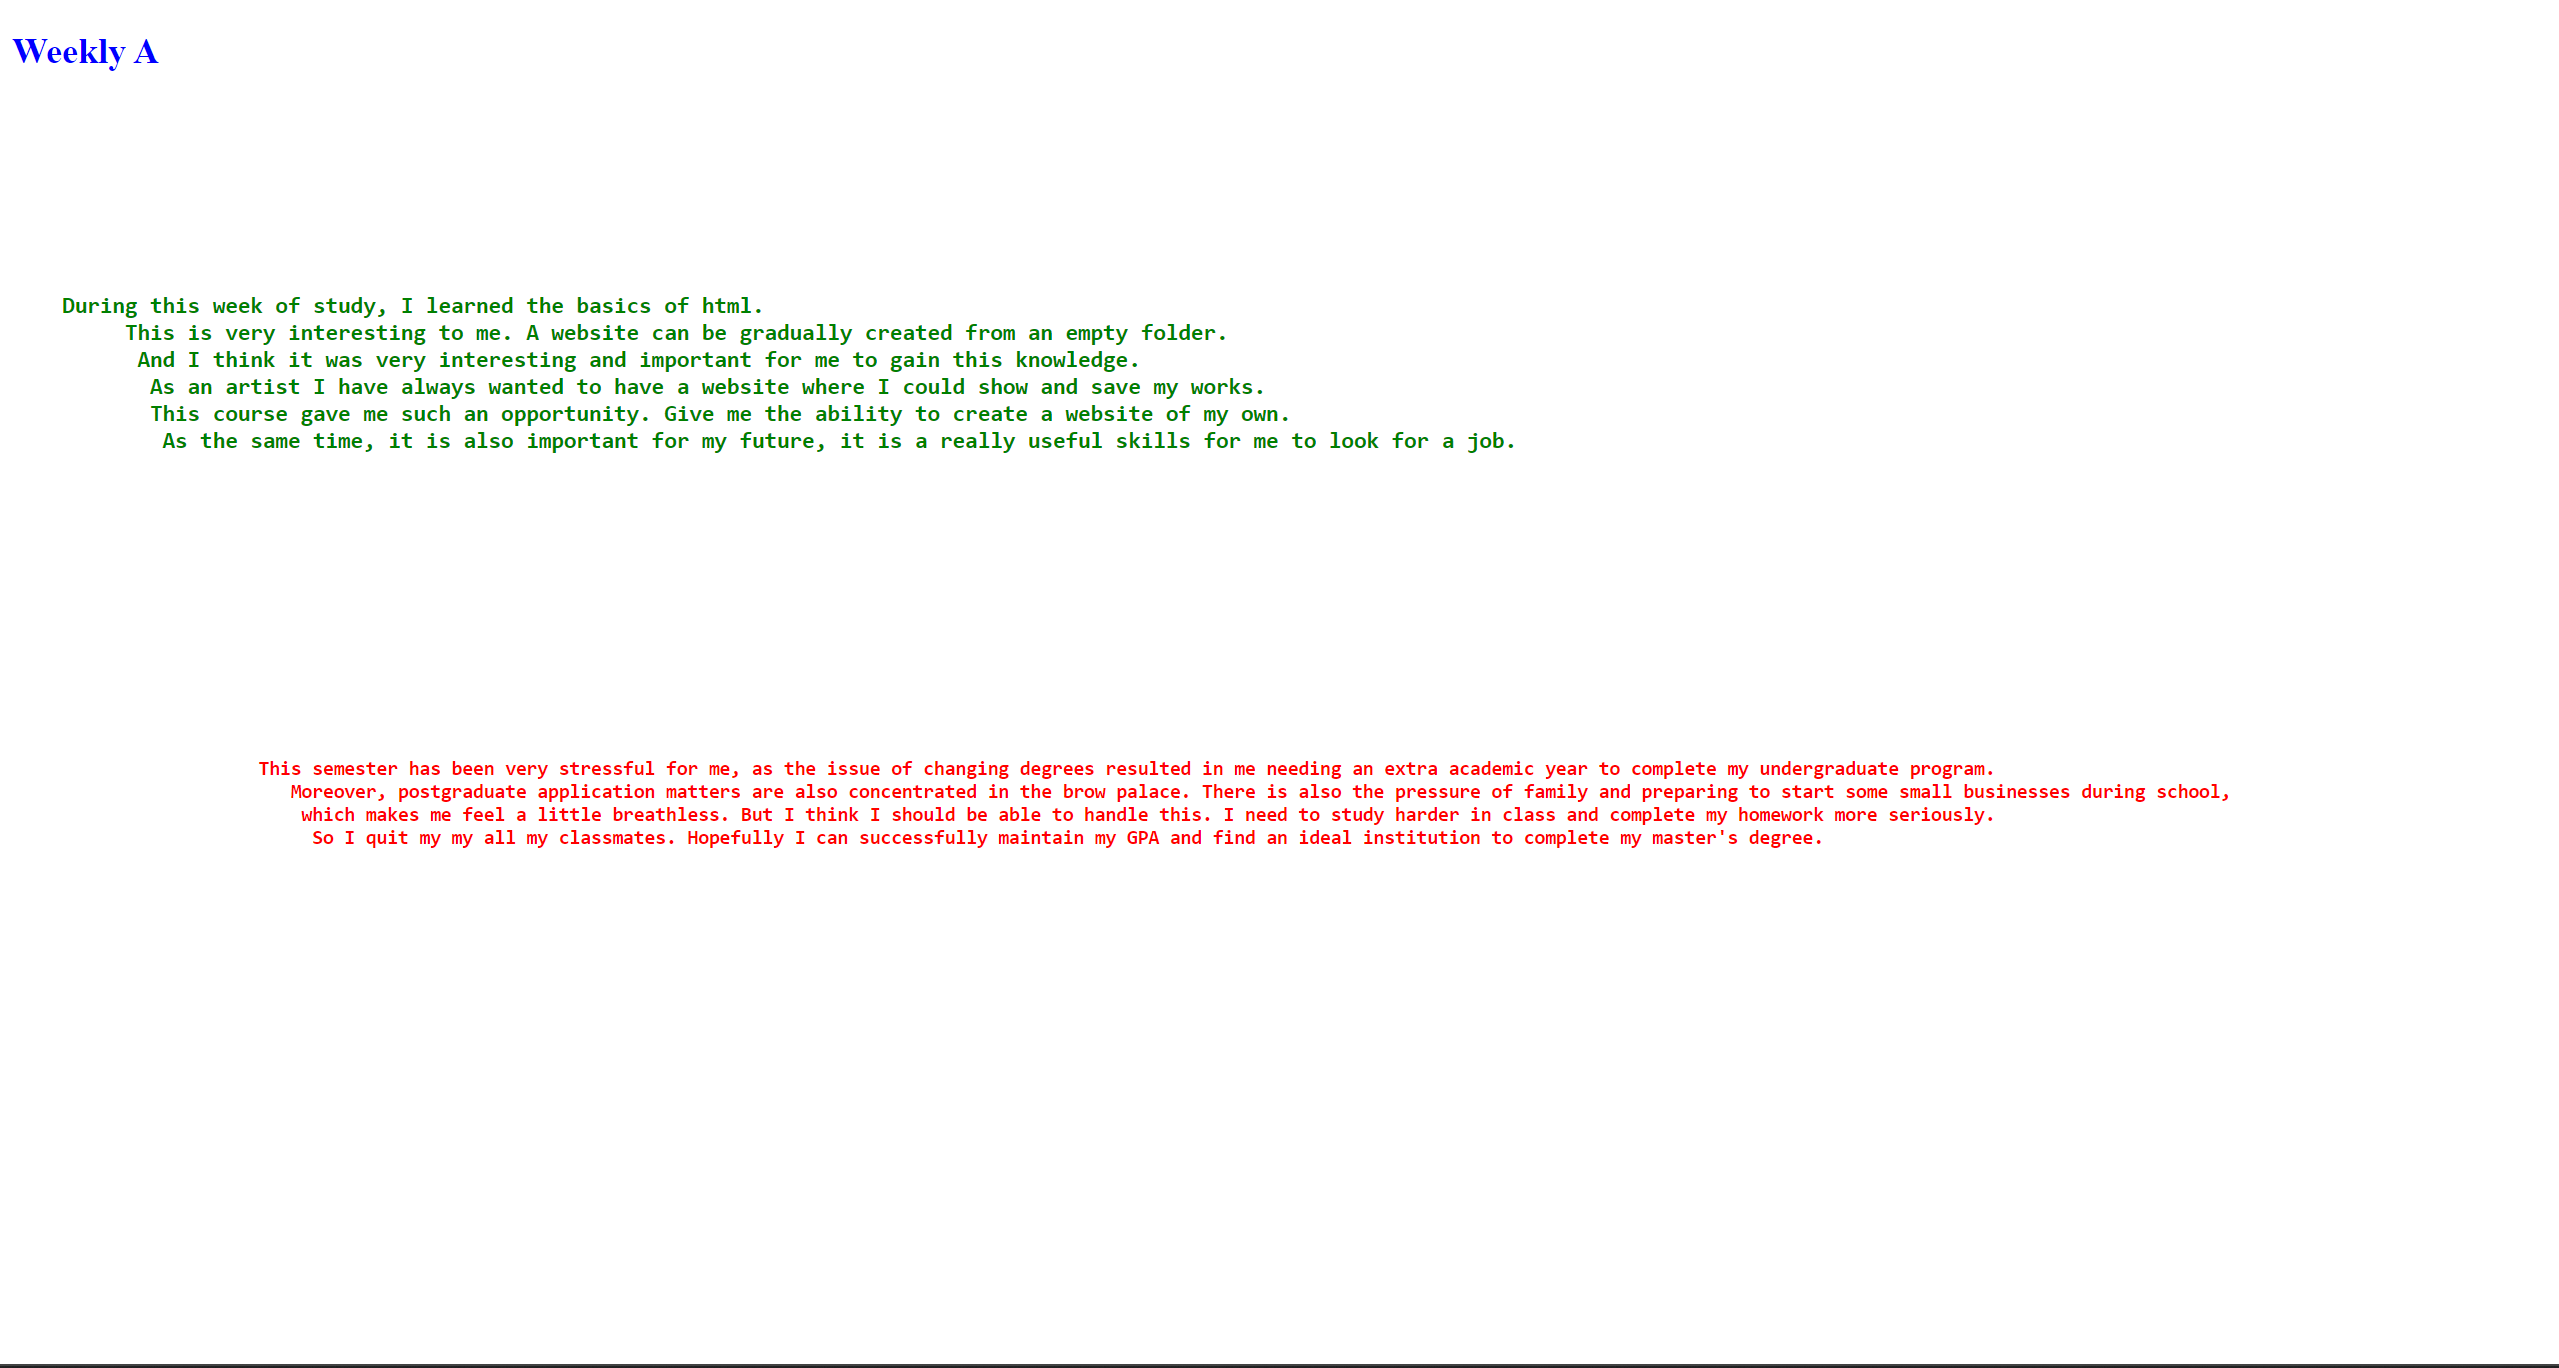 Weekly A
During this week of study, I learned the basics of html.
This is very interesting to me. A website can be gradually created from an empty folder.
And I think it was very interesting and important for me to gain this knowledge.
As an artist I have always wanted to have a website where I could show and save my works.
This course gave me such an opportunity. Give me the ability to create a website of my own.
As the same time, it is also important for my future, it is a really useful skills for me to look for a job.
This semester has been very stressful for me, as the issue of changing degrees resulted in me needing an extra academic year to complete my undergraduate program.
Moreover, postgraduate application matters are also concentrated in the brow palace. There is also the pressure of family and preparing to start some small businesses during school,
which makes me feel a little breathless. But I think I should be able to handle this. I need to study harder in class and complete my homework more seriously.
So I quit my my all my classmates. Hopefully I can successfully maintain my GPA and find an ideal institution to complete my master's degree.